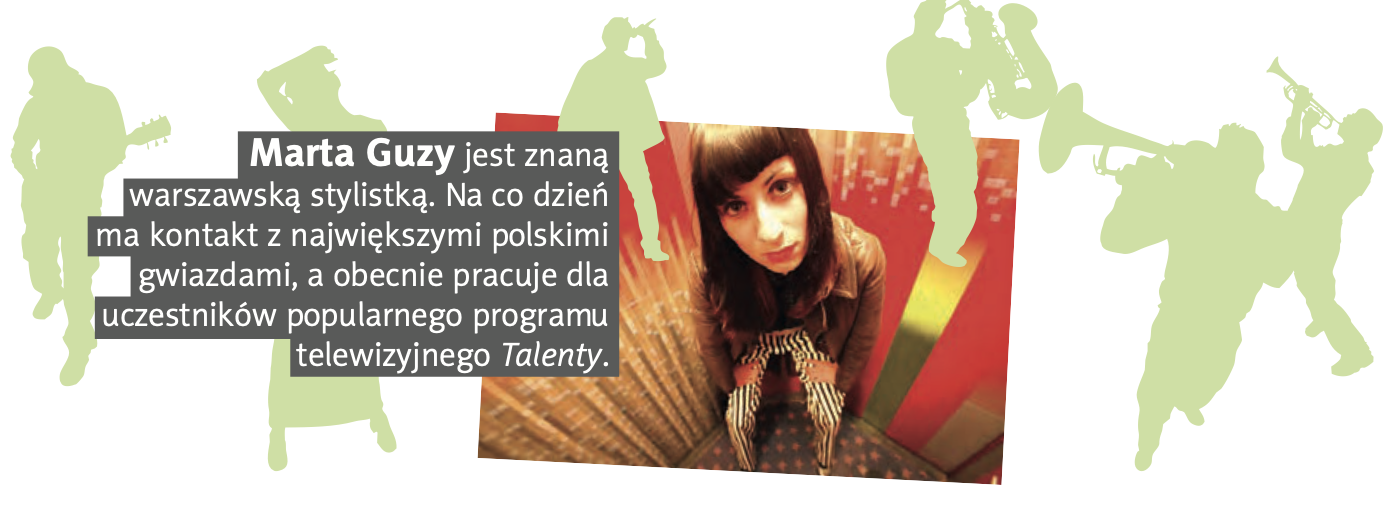 Marta Guzy jest znaną
warszawską stylistką. Na co dzień
ma kontakt z największymi polskimi
gwiazdami, a obecnie pracuje dla
uczestników popularnego programu
telewizyjnego Talenty.